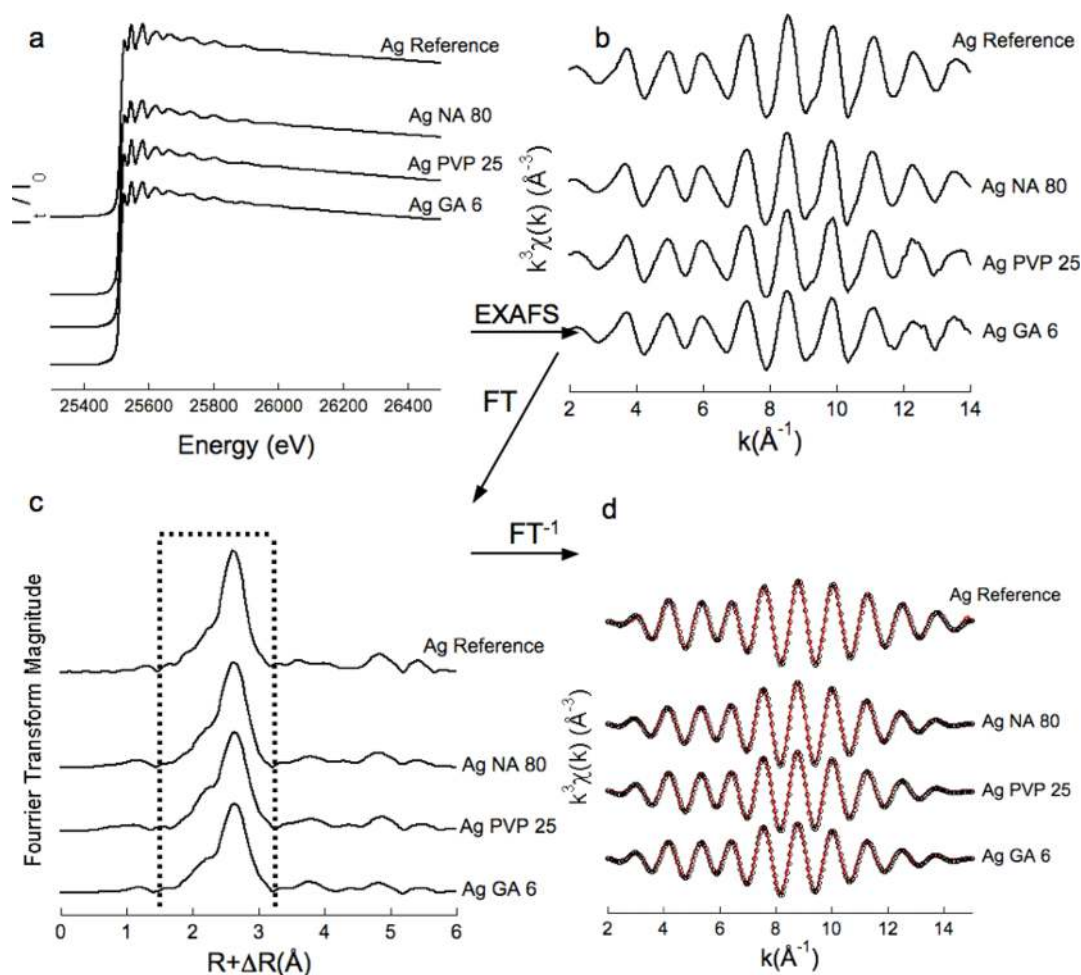 a
Ag Reference
Ag NA 80
Ag PVP 25
Ag GA 6
I_t / I_0
25400 25600 25800 26000 26200 26400
Energy (eV)
b
Ag Reference
Ag NA 80
Ag PVP 25
Ag GA 6
k³χ(k) (Å⁻³)
2 4 6 8 10 12 14
k(Å⁻¹)
EXAFS
FT
c
Ag Reference
Ag NA 80
Ag PVP 25
Ag GA 6
Fourrier Transform Magnitude
0 1 2 3 4 5 6
R+ΔR(Å)
FT⁻¹
d
Ag Reference
Ag NA 80
Ag PVP 25
Ag GA 6
k³χ(k) (Å⁻³)
2 4 6 8 10 12 14
k(Å⁻¹)